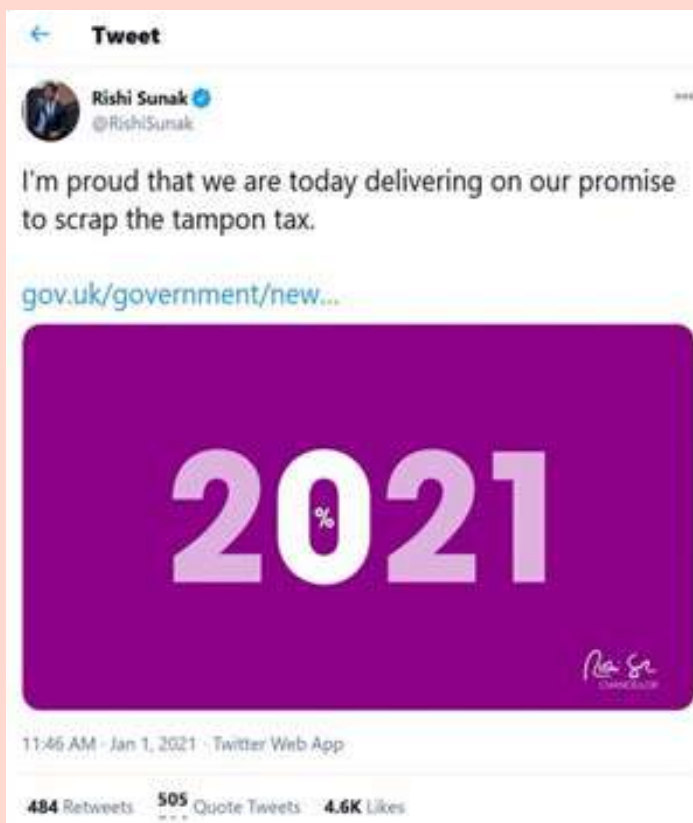 Tweet
Rishi Sunak
@RishiSunak
I'm proud that we are today delivering on our promise
to scrap the tampon tax.
gov.uk/government/new...
2021
%
CHANCELLOR
11:46 AM · Jan 1, 2021 · Twitter Web App
484 Retweets 505 Quote Tweets 4.6K Likes